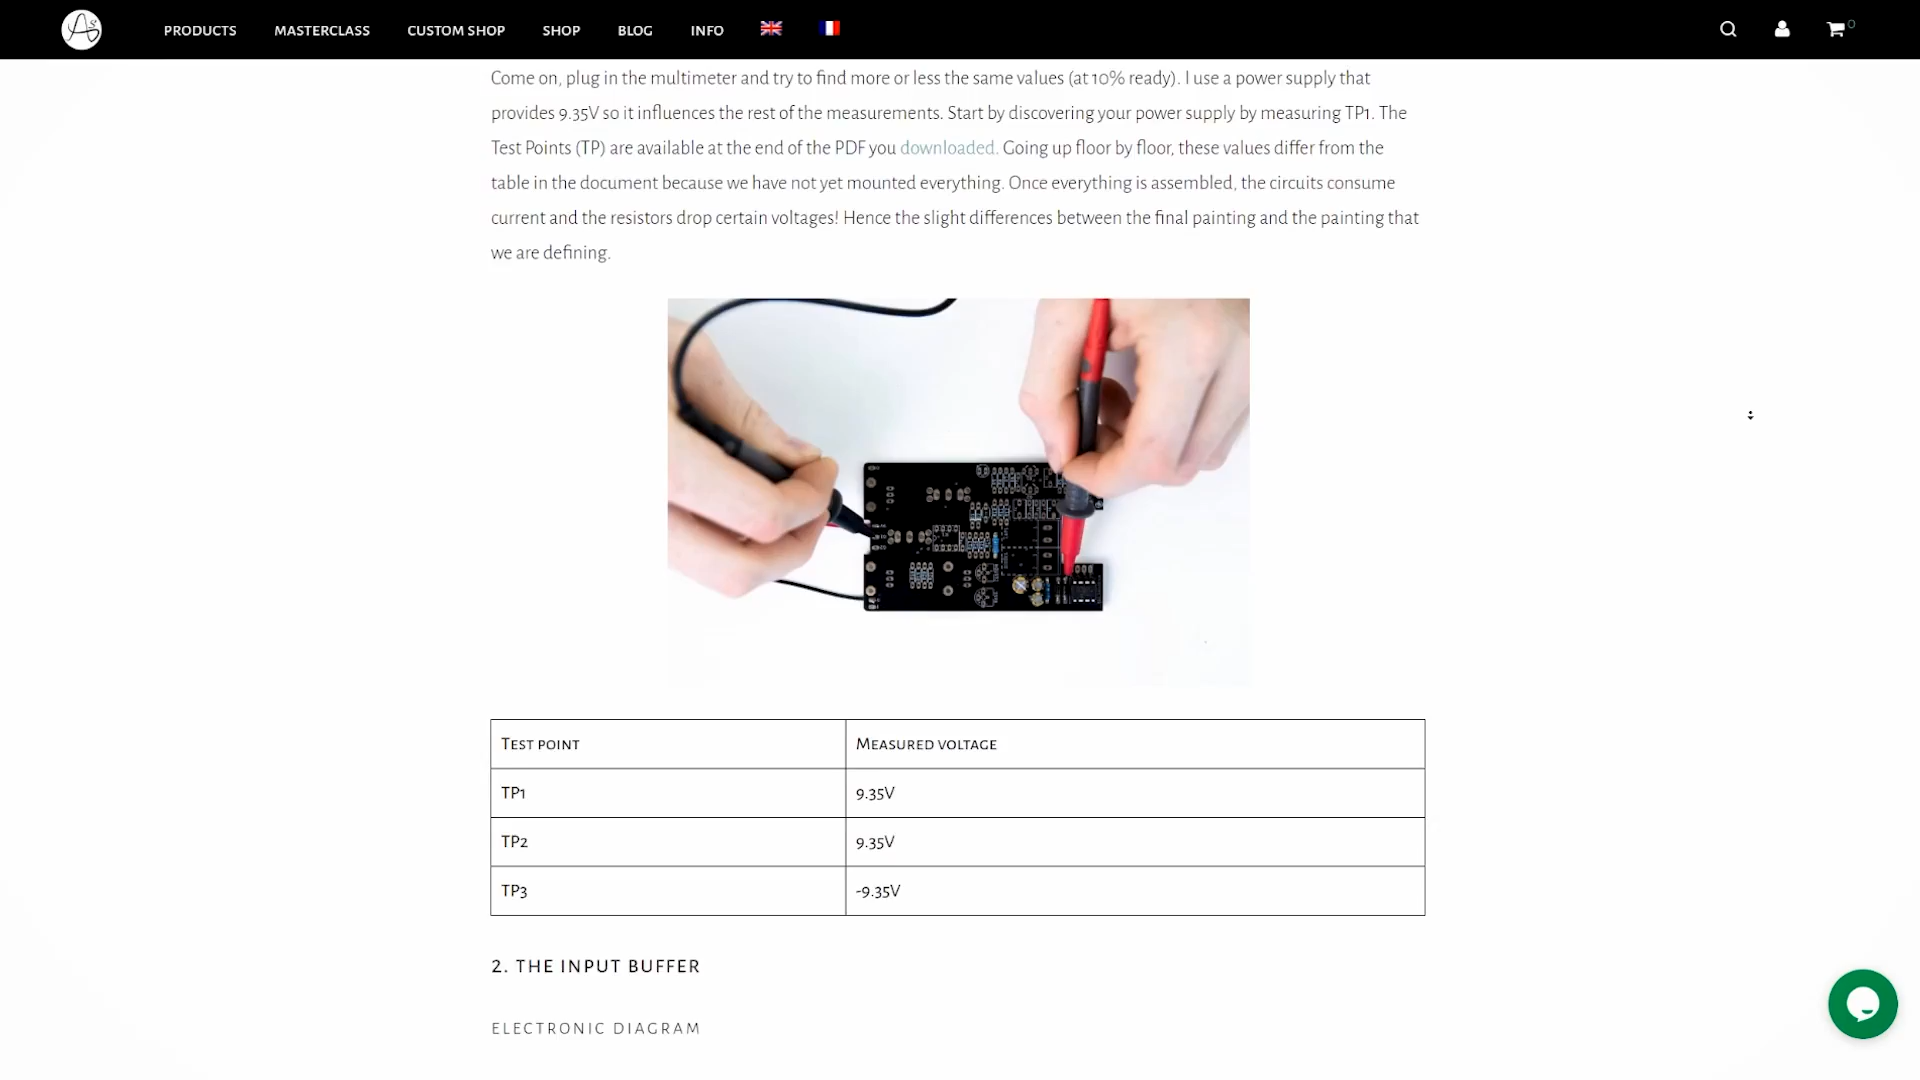 AS
PRODUCTS MASTERCLASS CUSTOM SHOP SHOP BLOG INFO 0
Come on, plug in the multimeter and try to find more or less the same values (at 10% ready). I use a power supply that
provides 9.35V so it influences the rest of the measurements. Start by discovering your power supply by measuring TP1. The
Test Points (TP) are available at the end of the PDF you downloaded. Going up floor by floor, these values differ from the
table in the document because we have not yet mounted everything. Once everything is assembled, the circuits consume
current and the resistors drop certain voltages! Hence the slight differences between the final painting and the painting that
we are defining.
Test point Measured voltage
TP1 9.35V
TP2 9.35V
TP3 -9.35V
2. THE INPUT BUFFER
ELECTRONIC DIAGRAM